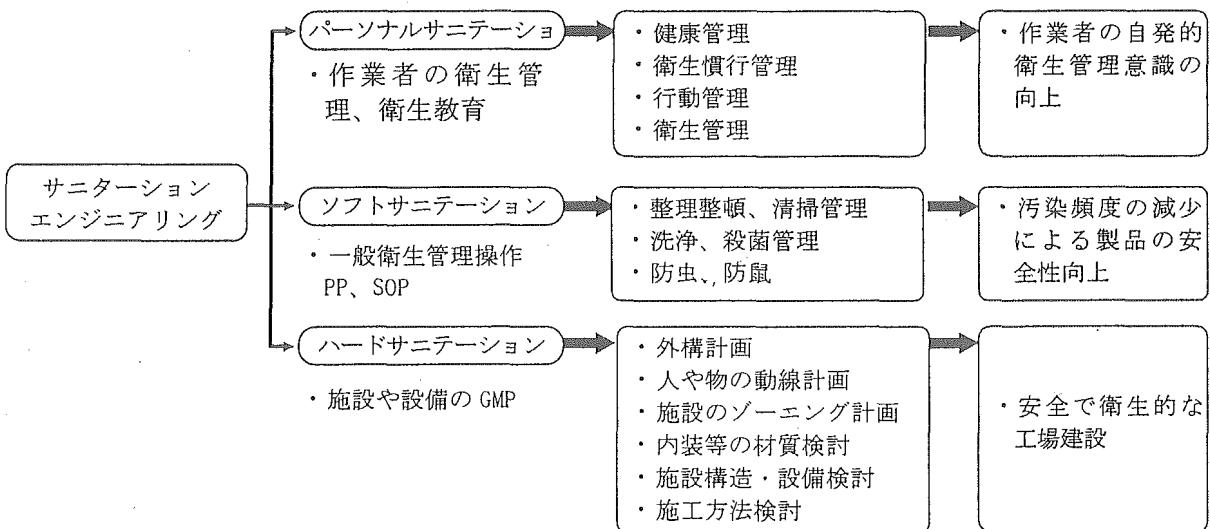 パーソナルサニテーショ
・作業者の衛生管
理、衛生教育
・健康管理
・衛生慣行管理
・行動管理
・衛生管理
・作業者の自発的
衛生管理意識の
向上
サニターション
エンジニアリング
ソフトサニテーション
・一般衛生管理操作
PP、SOP
・整理整頓、清掃管理
・洗浄、殺菌管理
・防虫、防鼠
・汚染頻度の減少
による製品の安
全性向上
ハードサニテーション
・施設や設備の GMP
・外構計画
・人や物の動線計画
・施設のゾーエング計画
・内装等の材質検討
・施設構造・設備検討
・施工方法検討
・安全で衛生的な
工場建設